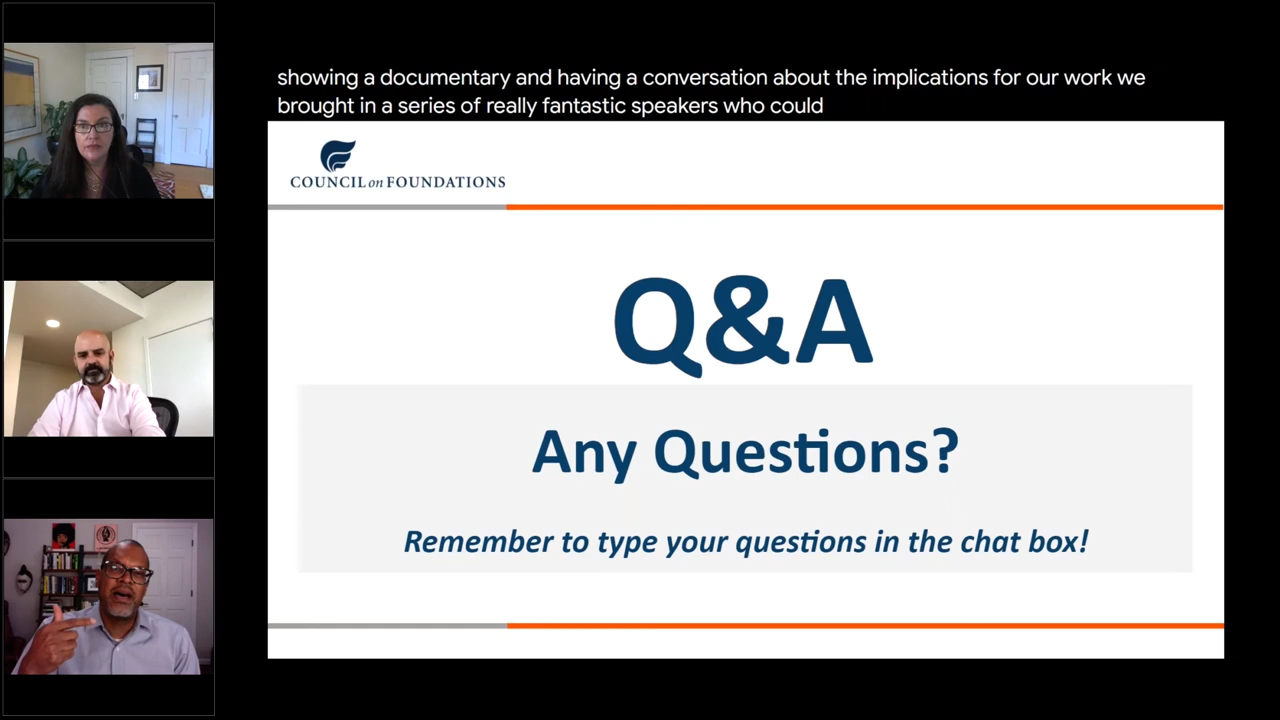 showing a documentary and having a conversation about the implications for our work we
brought in a series of really fantastic speakers who could
COUNCIL on FOUNDATIONS
Q&A
Any Questions?
Remember to type your questions in the chat box!